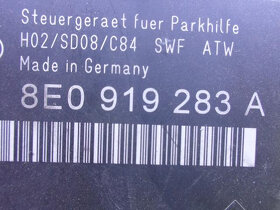 Steuergeraet fuer Parkhilfe
H02/SD08/C84 SWF ATW
Made in Germany
8E0 919 283 A